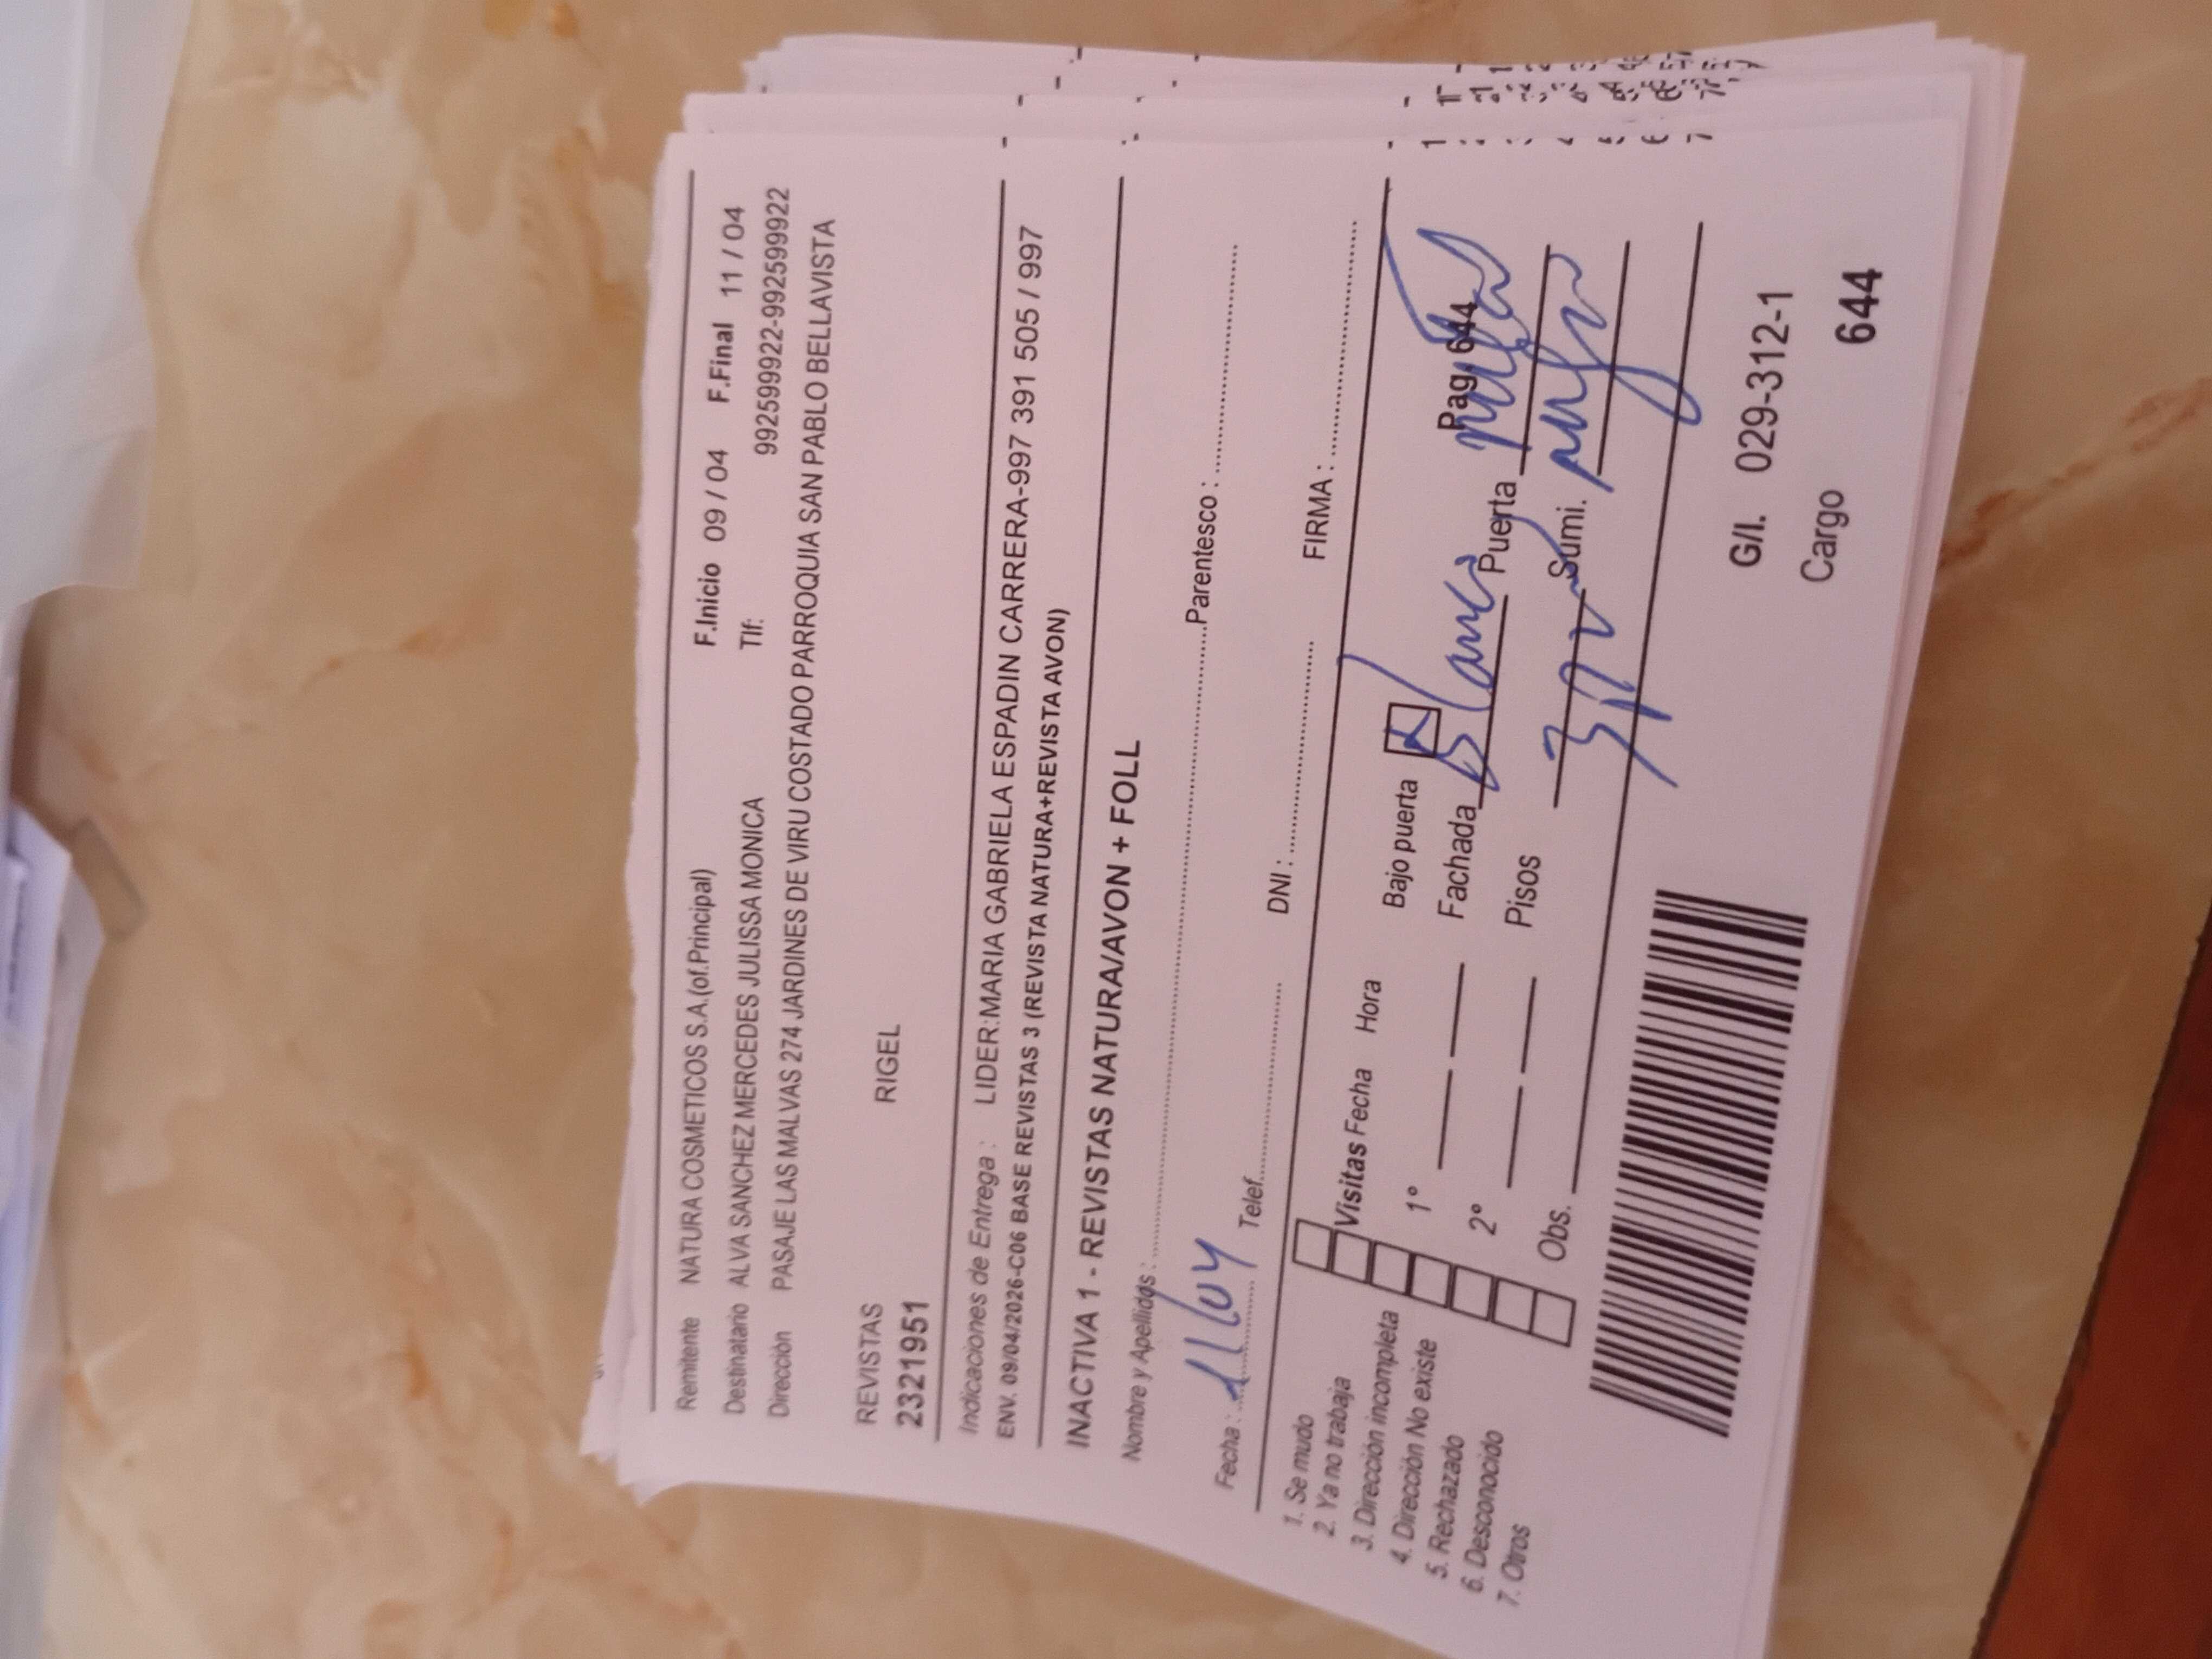 Remitente NATURA COSMETICOS S.A.(of.Principal) F.Inicio 09 / 04 F.Final 11 / 04
Destinatario ALVA SANCHEZ MERCEDES JULISSA MONICA Tlf: 992599922-992599922
Dirección PASAJE LAS MALVAS 274 JARDINES DE VIRU COSTADO PARROQUIA SAN PABLO BELLAVISTA
REVISTAS RIGEL
2321951
Indicaciones de Entrega : LIDER:MARIA GABRIELA ESPADIN CARRERA-997 391 505 / 997
ENV. 09/04/2026-C06 BASE REVISTAS 3 (REVISTA NATURA+REVISTA AVON)
INACTIVA 1 - REVISTAS NATURA/AVON + FOLL
Nombre y Apellidos : Parentesco :
Fecha : 11/04 Telef. DNI : FIRMA :
1. Se mudo
2. Ya no trabaja
3. Dirección incompleta
4. Dirección No existe
5. Rechazado
6. Desconocido
7. Otros
Visitas Fecha Hora Bajo puerta
1° Fachada Blanco Puerta Pag. 644
2° Pisos Sumi.
Obs.
G/I. 029-312-1
Cargo 644